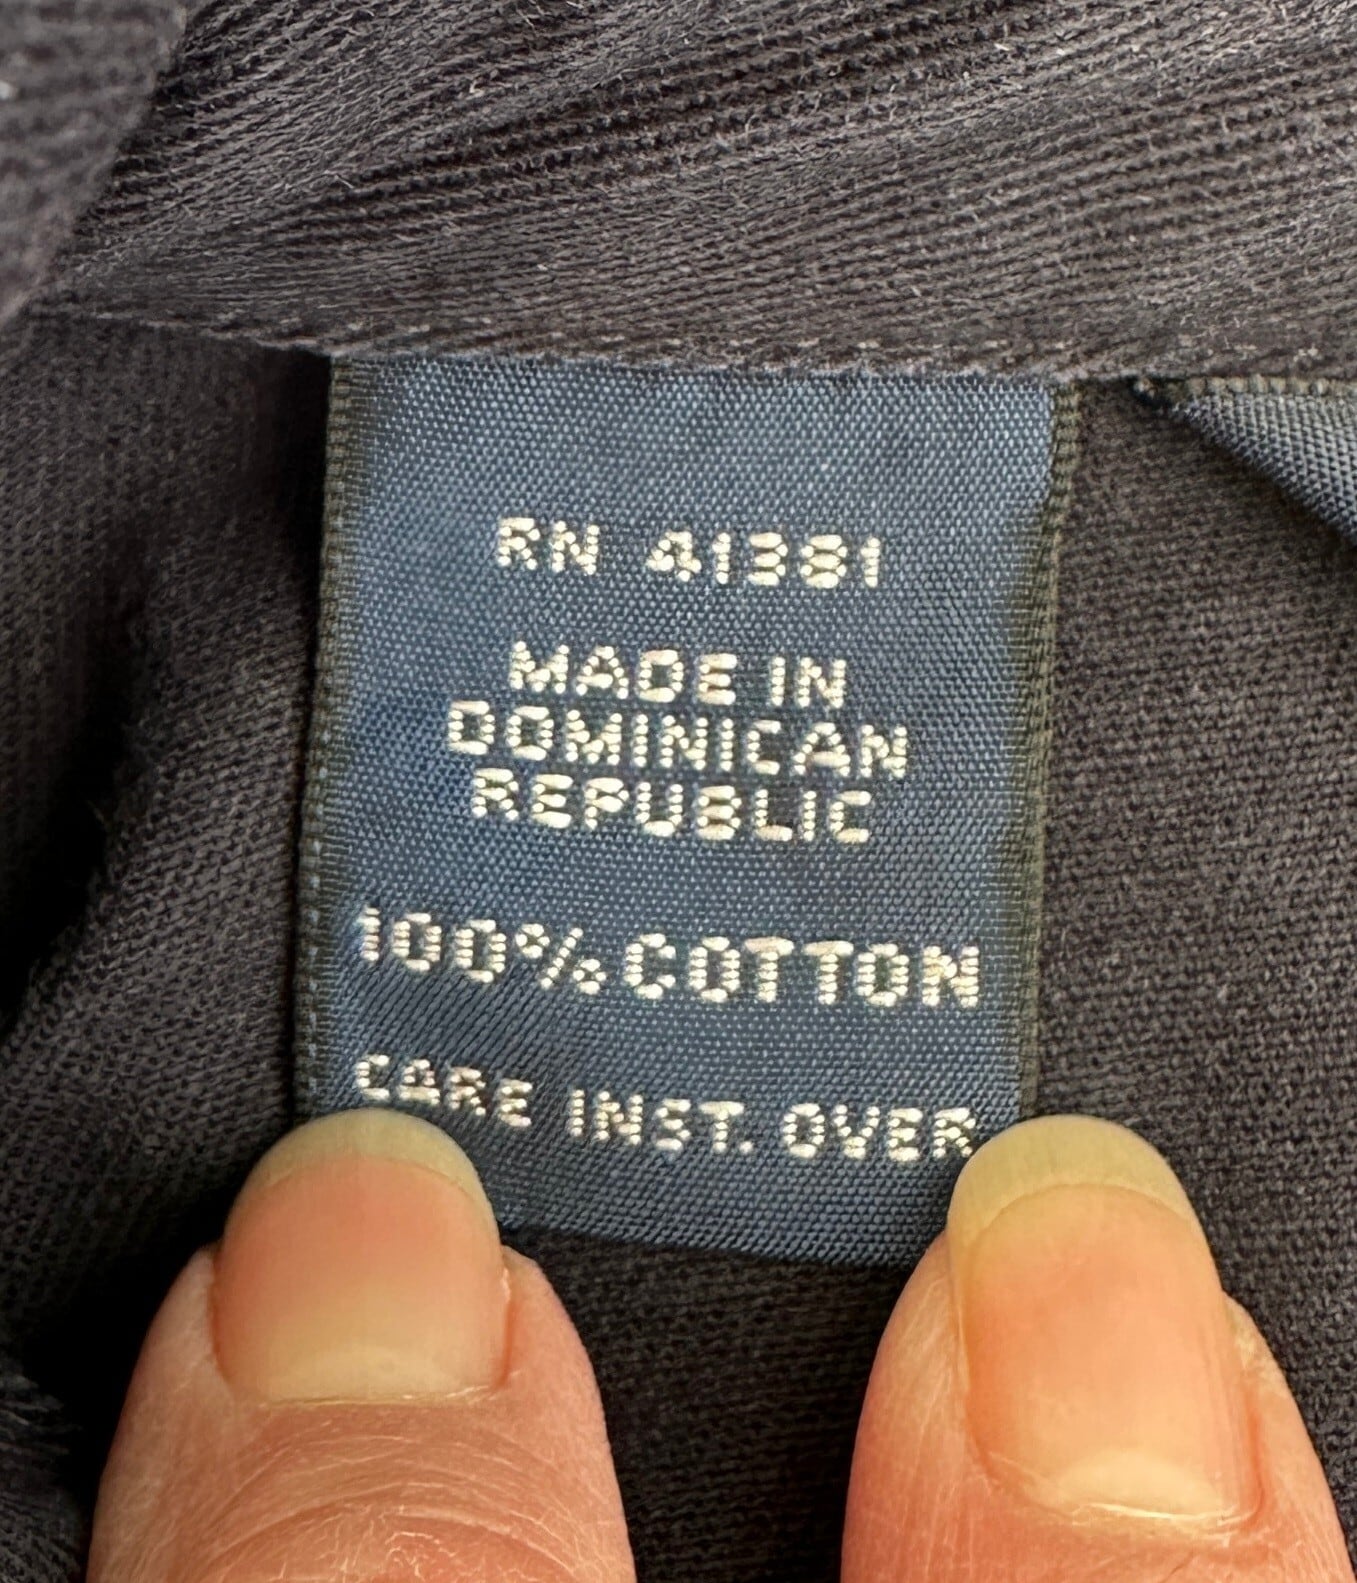 RN 41381
MADE IN
DOMINICAN
REPUBLIC
100% COTTON
CARE INST. OVER